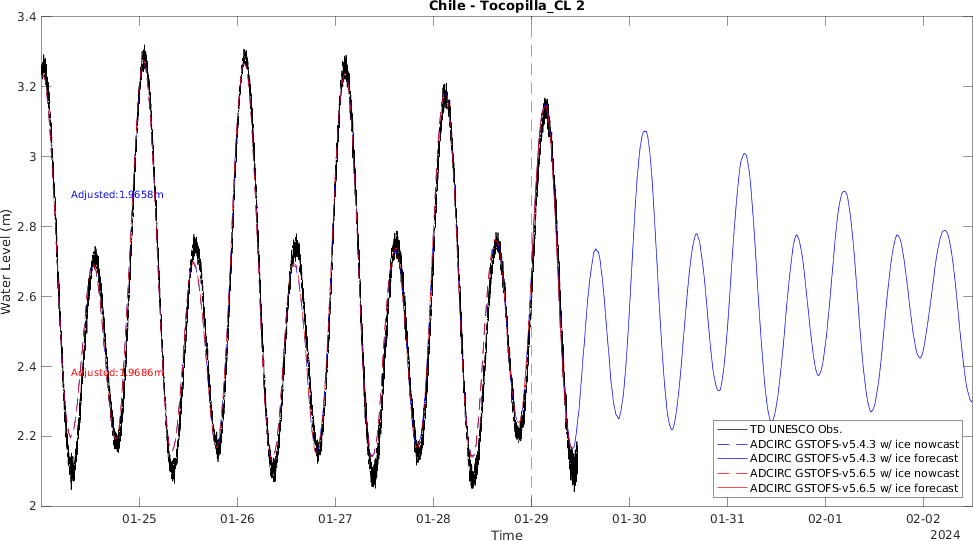 Chile - Tocopilla_CL 2
3.4
3.2
3
2.8
2.6
2.4
2.2
2
Water Level (m)
Adjusted:1.9658m
Adjusted:1.9686m
TD UNESCO Obs.
ADCIRC GSTOFS-v5.4.3 w/ ice nowcast
ADCIRC GSTOFS-v5.4.3 w/ ice forecast
ADCIRC GSTOFS-v5.6.5 w/ ice nowcast
ADCIRC GSTOFS-v5.6.5 w/ ice forecast
01-25 01-26 01-27 01-28 01-29 01-30 01-31 02-01 02-02
Time
2024